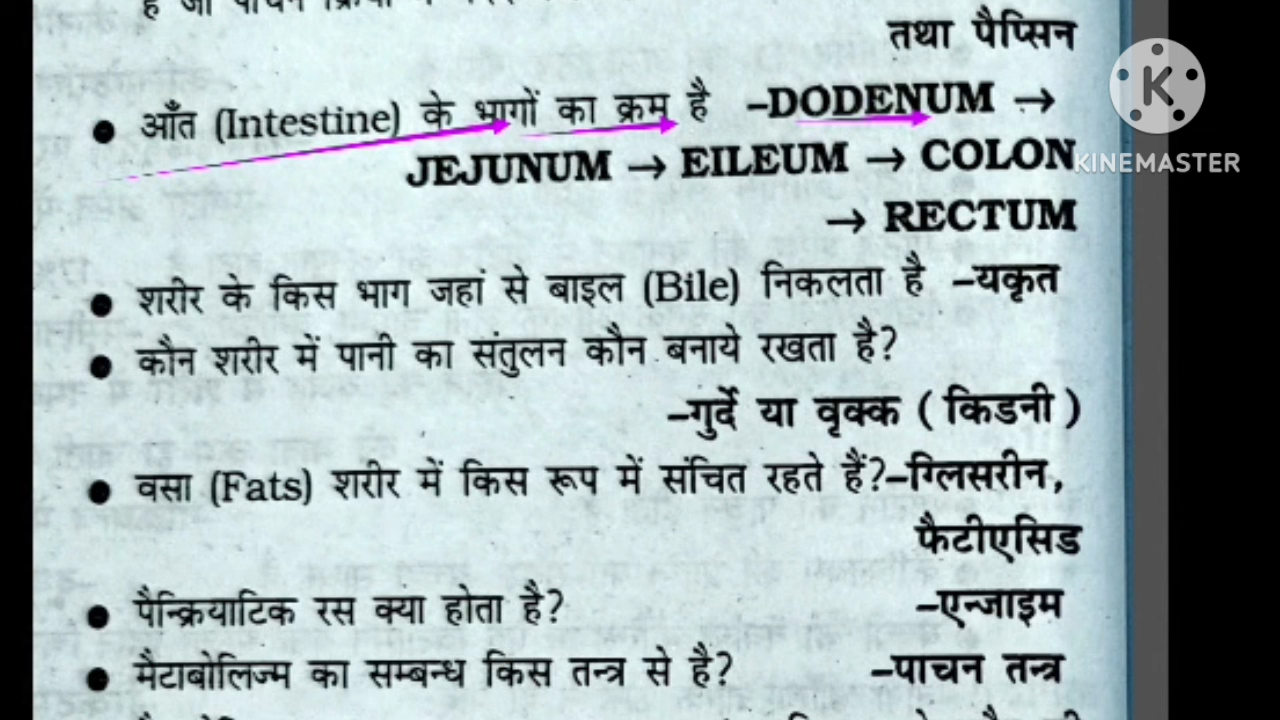 है जो पाचन क्रिया में
तथा पैप्सिन
• आँत (Intestine) के भागों का क्रम है –DODENUM →
JEJUNUM → EILEUM → COLON
→ RECTUM
• शरीर के किस भाग जहां से बाइल (Bile) निकलता है –यकृत
• कौन शरीर में पानी का संतुलन कौन बनाये रखता है?
–गुर्दे या वृक्क ( किडनी )
• वसा (Fats) शरीर में किस रूप में संचित रहते हैं?–ग्लिसरीन,
फैटीएसिड
• पैन्क्रियाटिक रस क्या होता है? –एन्जाइम
• मैटाबोलिज्म का सम्बन्ध किस तन्त्र से है? –पाचन तन्त्र
K
KINEMASTER